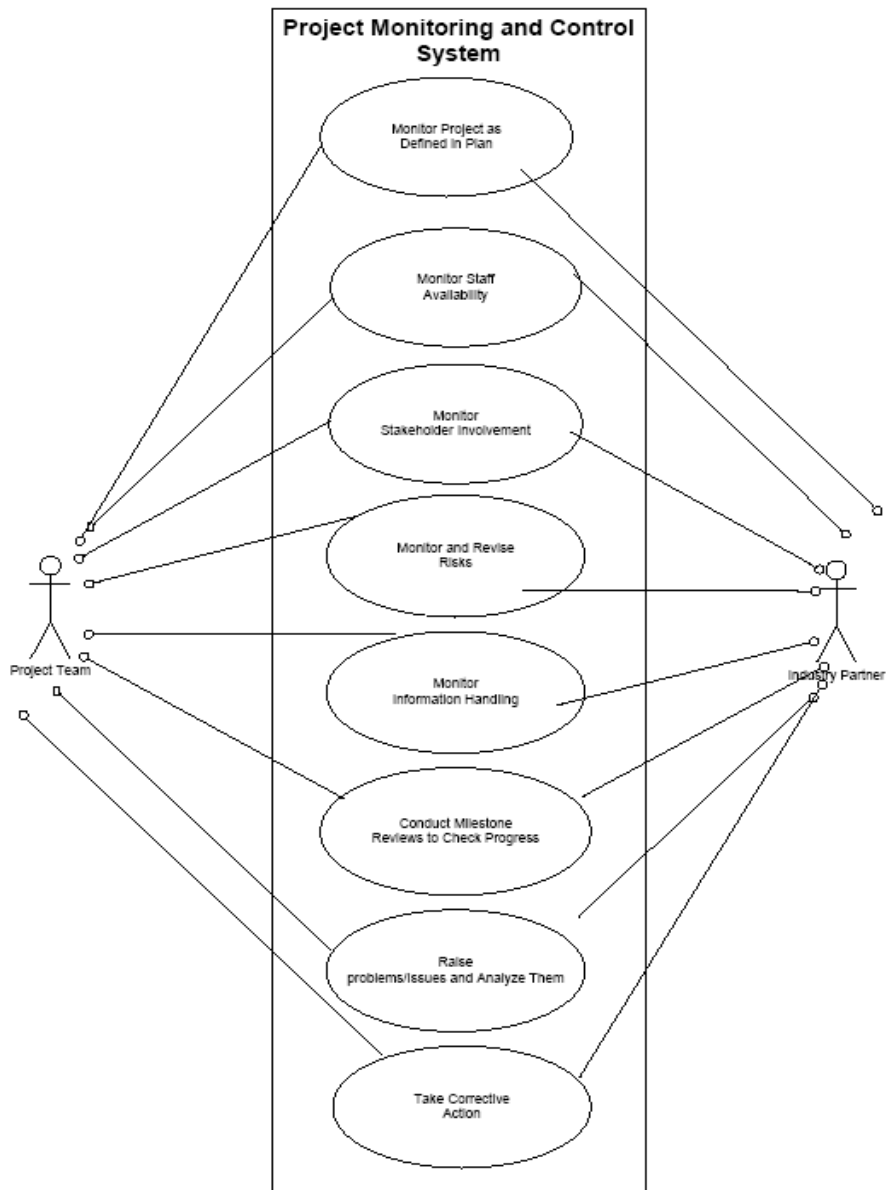 Project Monitoring and Control
System
Monitor Project as
Defined in Plan
Monitor Staff
Availability
Monitor
Stakeholder Involvement
Monitor and Revise
Risks
Project Team
Industry Partner
Monitor
Information Handling
Conduct Milestone
Reviews to Check Progress
Raise
problems/Issues and Analyze Them
Take Corrective
Action